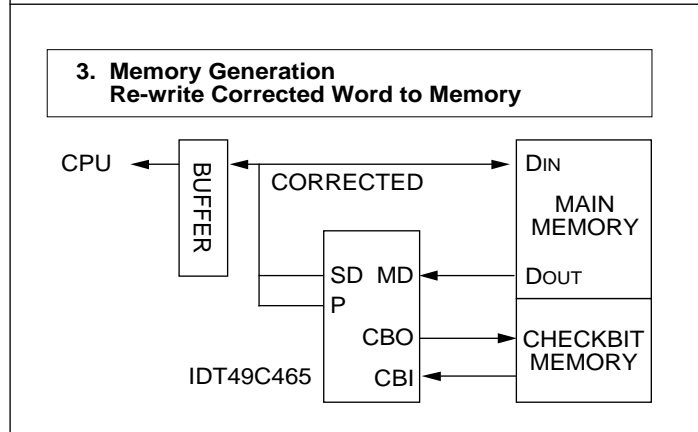 3. Memory Generation
Re-write Corrected Word to Memory
CPU
BUFFER
CORRECTED
DIN
MAIN
MEMORY
SD MD
DOUT
P
CBO
CHECKBIT
MEMORY
IDT49C465
CBI